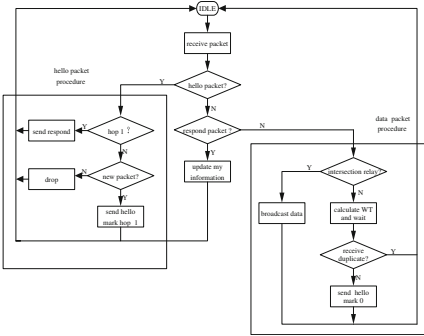 IDLE
receive packet
hello packet
procedure
Y
hello packet?
N
data packet
procedure
send respond
Y
hop 1 ?
respond packet ?
N
N
Y
drop
N
new packet?
update my
information
Y
intersection relay?
Y
N
send hello
mark hop 1
broadcast data
calculate WT
and wait
receive
duplicate?
Y
N
send hello
mark 0